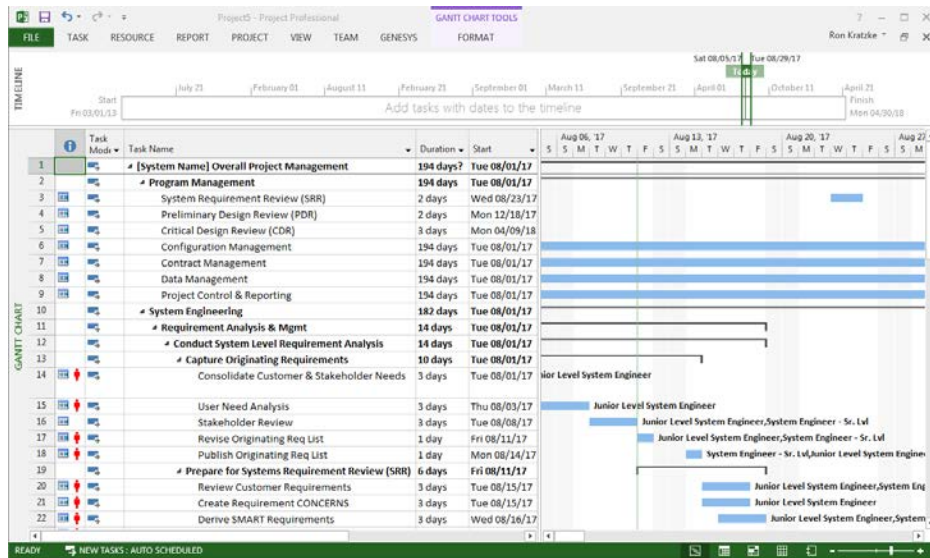 Project5 - Project Professional
GANTT CHART TOOLS
FILE TASK RESOURCE REPORT PROJECT VIEW TEAM GENESYS FORMAT
Ron Kratzke
TIMELINE
Sat 08/05/17 Tue 08/29/17
Today
July 21 February 01 August 11 February 21 September 01 March 11 September 21 April 01 October 11 April 21
Start
Fri 03/01/13
Add tasks with dates to the timeline
Finish
Mon 04/30/18
GANTT CHART
Task Mode Task Name Duration Start
Aug 06, '17 Aug 13, '17 Aug 20, '17 Aug 27
S S M T W T F S S M T W T F S S M T W T F S S M
1 [System Name] Overall Project Management 194 days? Tue 08/01/17
2 Program Management 194 days Tue 08/01/17
3 System Requirement Review (SRR) 2 days Wed 08/23/17
4 Preliminary Design Review (PDR) 2 days Mon 12/18/17
5 Critical Design Review (CDR) 3 days Mon 04/09/18
6 Configuration Management 194 days Tue 08/01/17
7 Contract Management 194 days Tue 08/01/17
8 Data Management 194 days Tue 08/01/17
9 Project Control & Reporting 194 days Tue 08/01/17
10 System Engineering 182 days Tue 08/01/17
11 Requirement Analysis & Mgmt 14 days Tue 08/01/17
12 Conduct System Level Requirement Analysis 14 days Tue 08/01/17
13 Capture Originating Requirements 10 days Tue 08/01/17
14 Consolidate Customer & Stakeholder Needs 3 days Tue 08/01/17 nior Level System Engineer
15 User Need Analysis 3 days Thu 08/03/17 Junior Level System Engineer
16 Stakeholder Review 3 days Tue 08/08/17 Junior Level System Engineer,System Engineer - Sr. Lvl
17 Revise Originating Req List 1 day Fri 08/11/17 Junior Level System Engineer,System Engineer - Sr. Lvl
18 Publish Originating Req List 1 day Mon 08/14/17 System Engineer - Sr. Lvl,Junior Level System Engine
19 Prepare for Systems Requirement Review (SRR) 6 days Fri 08/11/17
20 Review Customer Requirements 3 days Tue 08/15/17 Junior Level System Engineer,System Eng
21 Create Requirement CONCERNS 3 days Tue 08/15/17 Junior Level System Engineer
22 Derive SMART Requirements 3 days Wed 08/16/17 Junior Level System Engineer,System
READY NEW TASKS : AUTO SCHEDULED